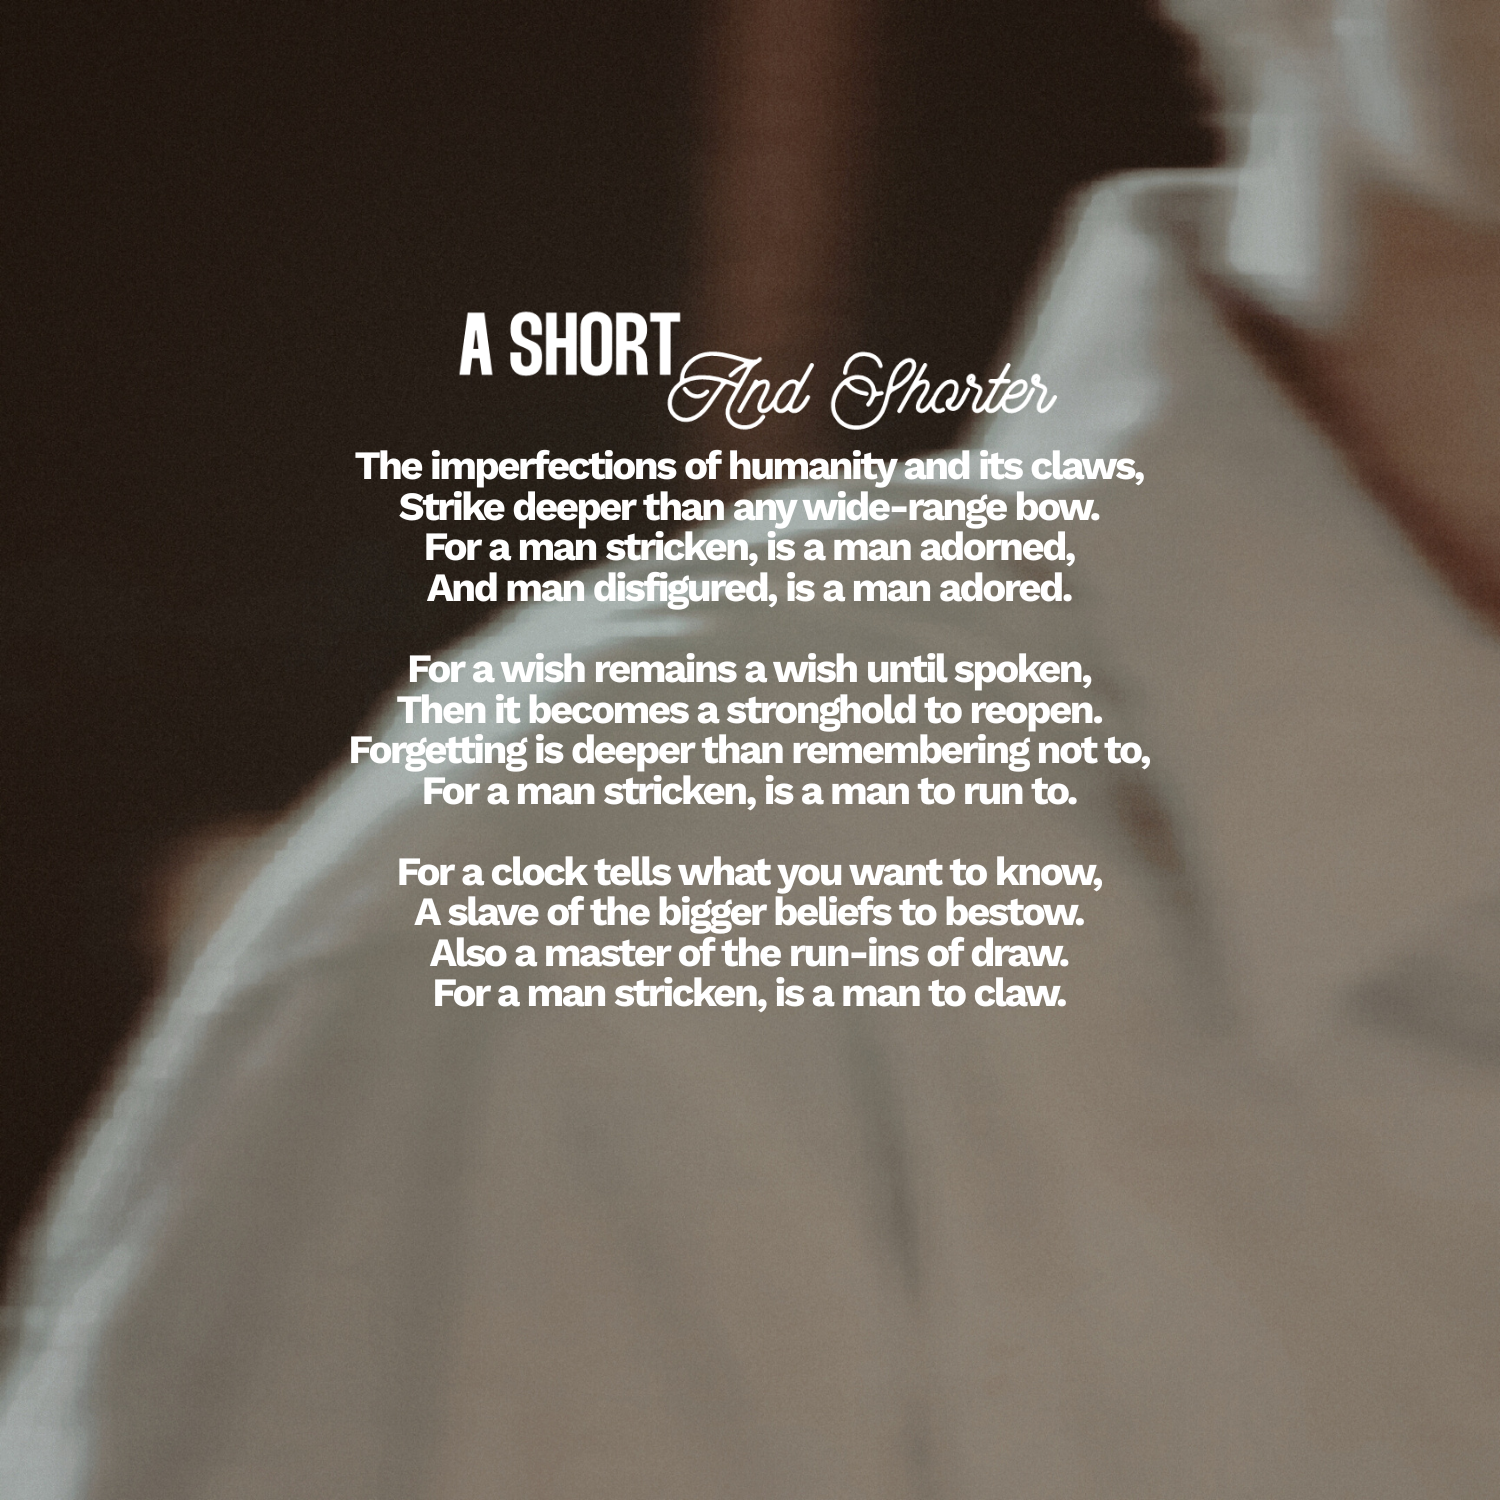 A SHORT
And Shorter
The imperfections of humanity and its claws,
Strike deeper than any wide-range bow.
For a man stricken, is a man adorned,
And man disfigured, is a man adored.
For a wish remains a wish until spoken,
Then it becomes a stronghold to reopen.
Forgetting is deeper than remembering not to,
For a man stricken, is a man to run to.
For a clock tells what you want to know,
A slave of the bigger beliefs to bestow.
Also a master of the run-ins of draw.
For a man stricken, is a man to claw.